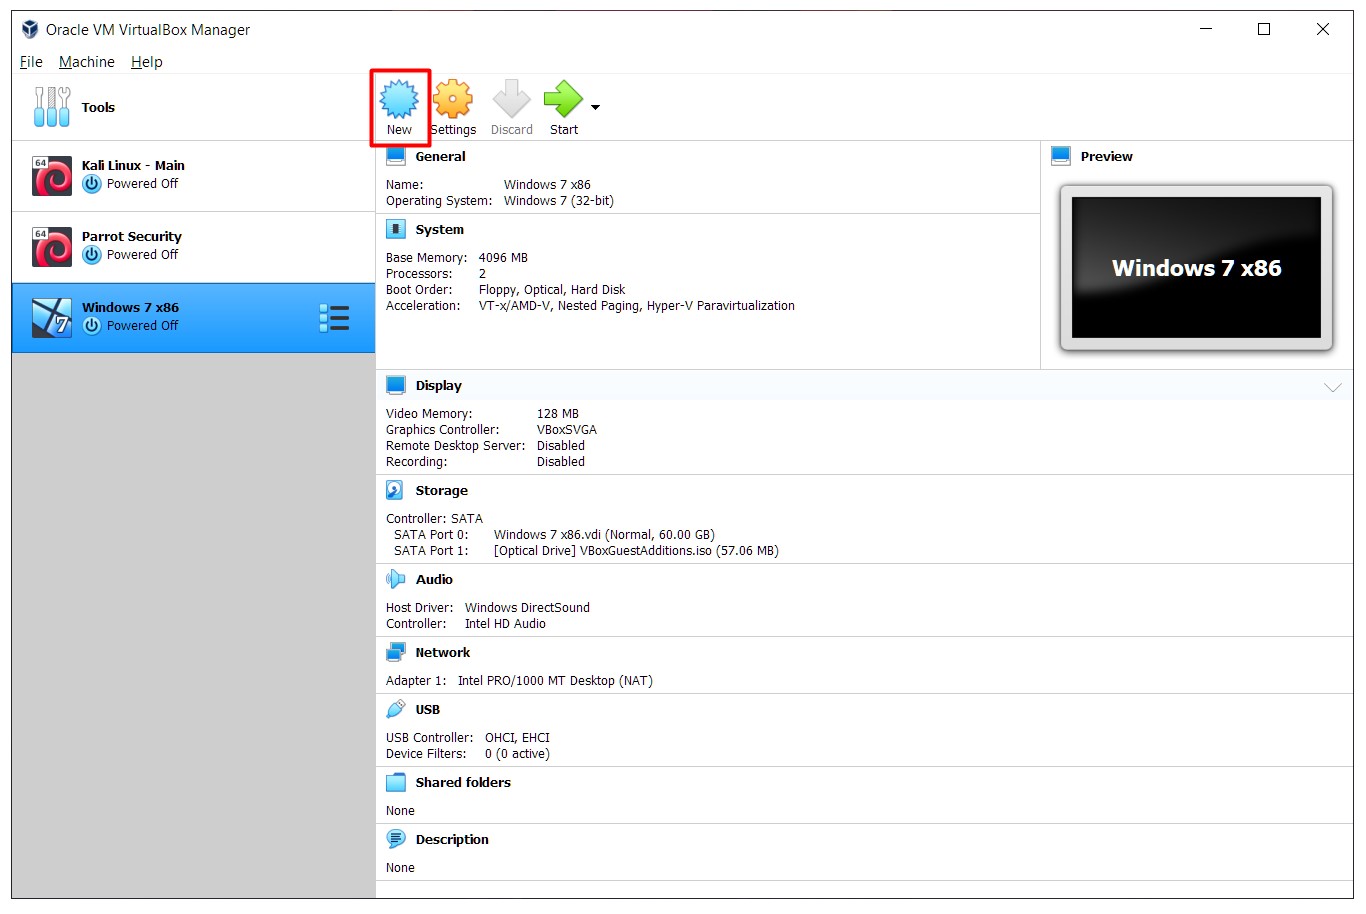 Oracle VM VirtualBox Manager
File Machine Help
Tools
New Settings Discard Start
64 Kali Linux - Main
Powered Off
64 Parrot Security
Powered Off
7 Windows 7 x86
Powered Off
General
Name: Windows 7 x86
Operating System: Windows 7 (32-bit)
Preview
Windows 7 x86
System
Base Memory: 4096 MB
Processors: 2
Boot Order: Floppy, Optical, Hard Disk
Acceleration: VT-x/AMD-V, Nested Paging, Hyper-V Paravirtualization
Display
Video Memory: 128 MB
Graphics Controller: VBoxSVGA
Remote Desktop Server: Disabled
Recording: Disabled
Storage
Controller: SATA
SATA Port 0: Windows 7 x86.vdi (Normal, 60.00 GB)
SATA Port 1: [Optical Drive] VBoxGuestAdditions.iso (57.06 MB)
Audio
Host Driver: Windows DirectSound
Controller: Intel HD Audio
Network
Adapter 1: Intel PRO/1000 MT Desktop (NAT)
USB
USB Controller: OHCI, EHCI
Device Filters: 0 (0 active)
Shared folders
None
Description
None